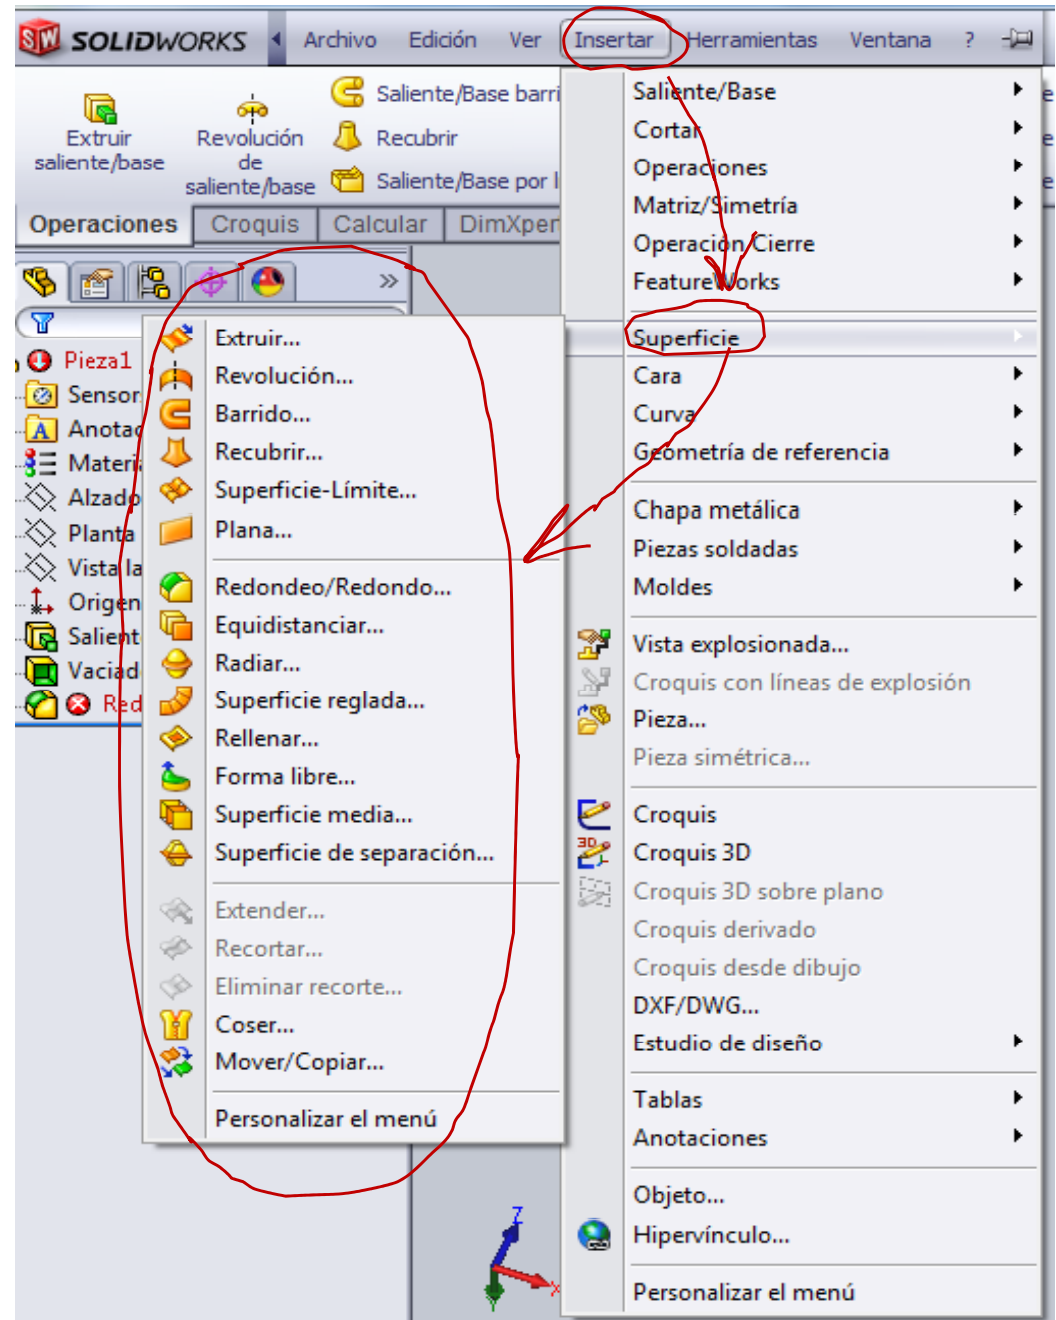 SOLIDWORKS
Archivo Edición Ver Insertar Herramientas Ventana ?
Extruir
saliente/base
Revolución
de
saliente/base
Saliente/Base barri
Recubrir
Saliente/Base por l
Operaciones Croquis Calcular DimXper
Pieza1
Sensor
Anotac
Materi
Alzado
Planta
Vista la
Origen
Salient
Vaciad
Red
Extruir...
Revolución...
Barrido...
Recubrir...
Superficie-Límite...
Plana...
Redondeo/Redondo...
Equidistanciar...
Radiar...
Superficie reglada...
Rellenar...
Forma libre...
Superficie media...
Superficie de separación...
Extender...
Recortar...
Eliminar recorte...
Coser...
Mover/Copiar...
Personalizar el menú
Saliente/Base
Cortar
Operaciones
Matriz/Simetría
Operación Cierre
FeatureWorks
Superficie
Cara
Curva
Geometría de referencia
Chapa metálica
Piezas soldadas
Moldes
Vista explosionada...
Croquis con líneas de explosión
Pieza...
Pieza simétrica...
Croquis
Croquis 3D
Croquis 3D sobre plano
Croquis derivado
Croquis desde dibujo
DXF/DWG...
Estudio de diseño
Tablas
Anotaciones
Objeto...
Hipervínculo...
Personalizar el menú
Z
X